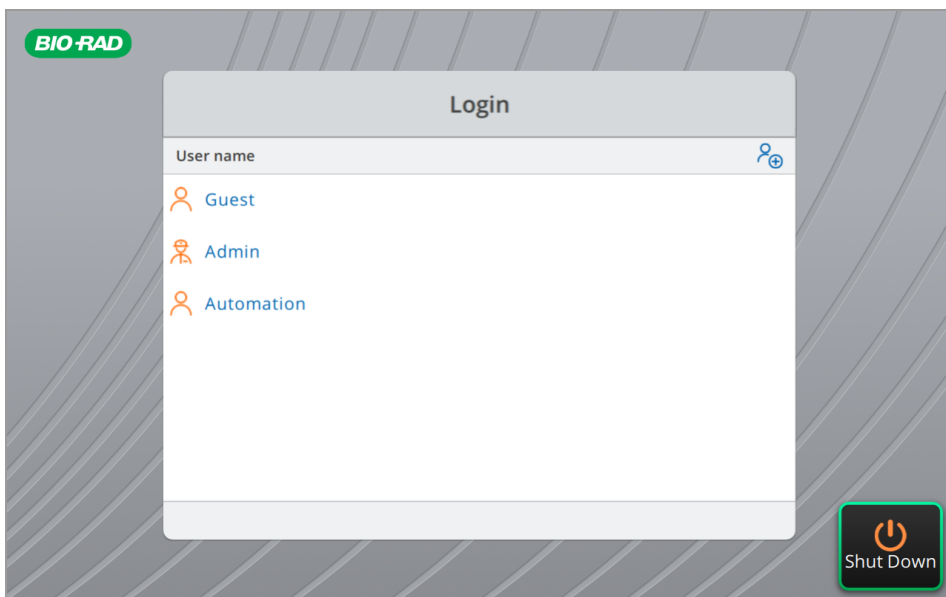 BIO-RAD
Login
User name
Guest
Admin
Automation
Shut Down